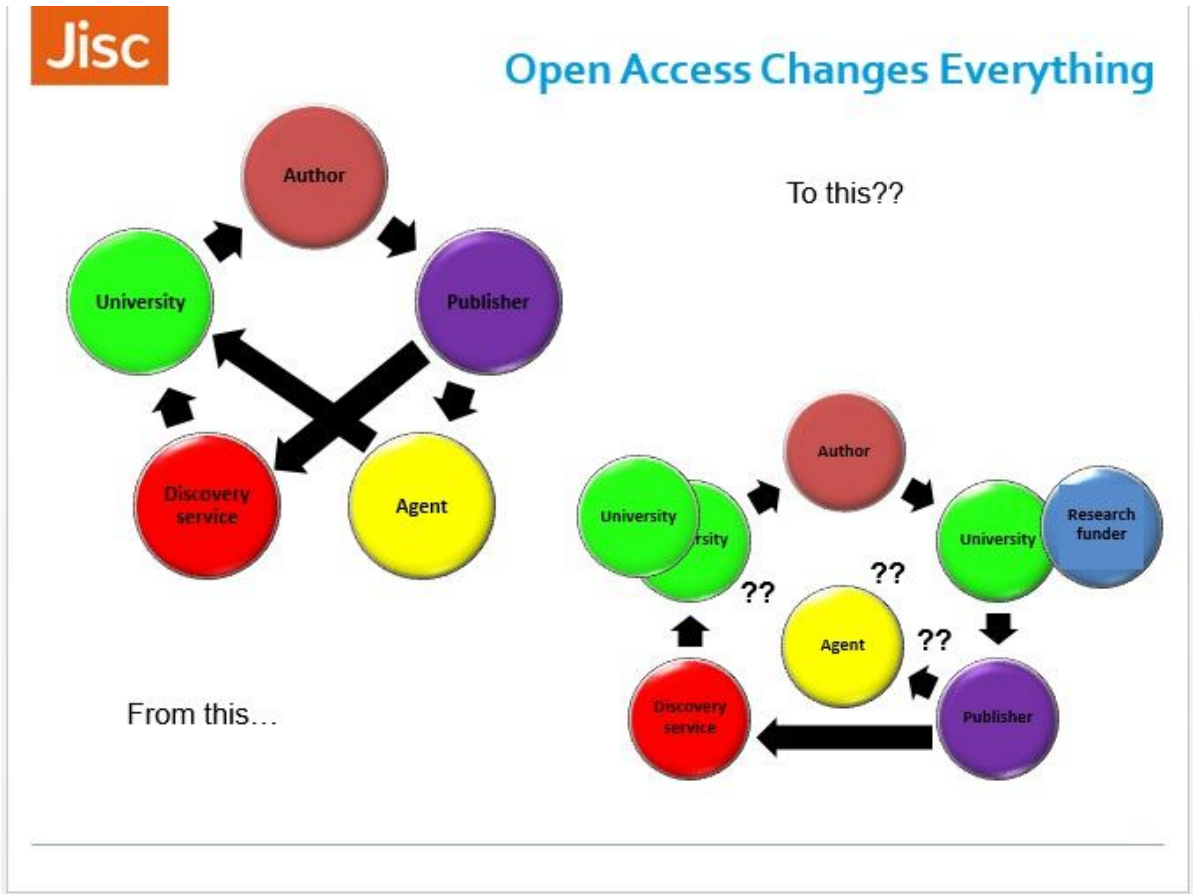 Jisc
Open Access Changes Everything
Author
University
Publisher
Discovery
service
Agent
From this…
To this??
Author
University
rsity
University
Research
funder
??
??
??
Agent
Discovery
service
Publisher